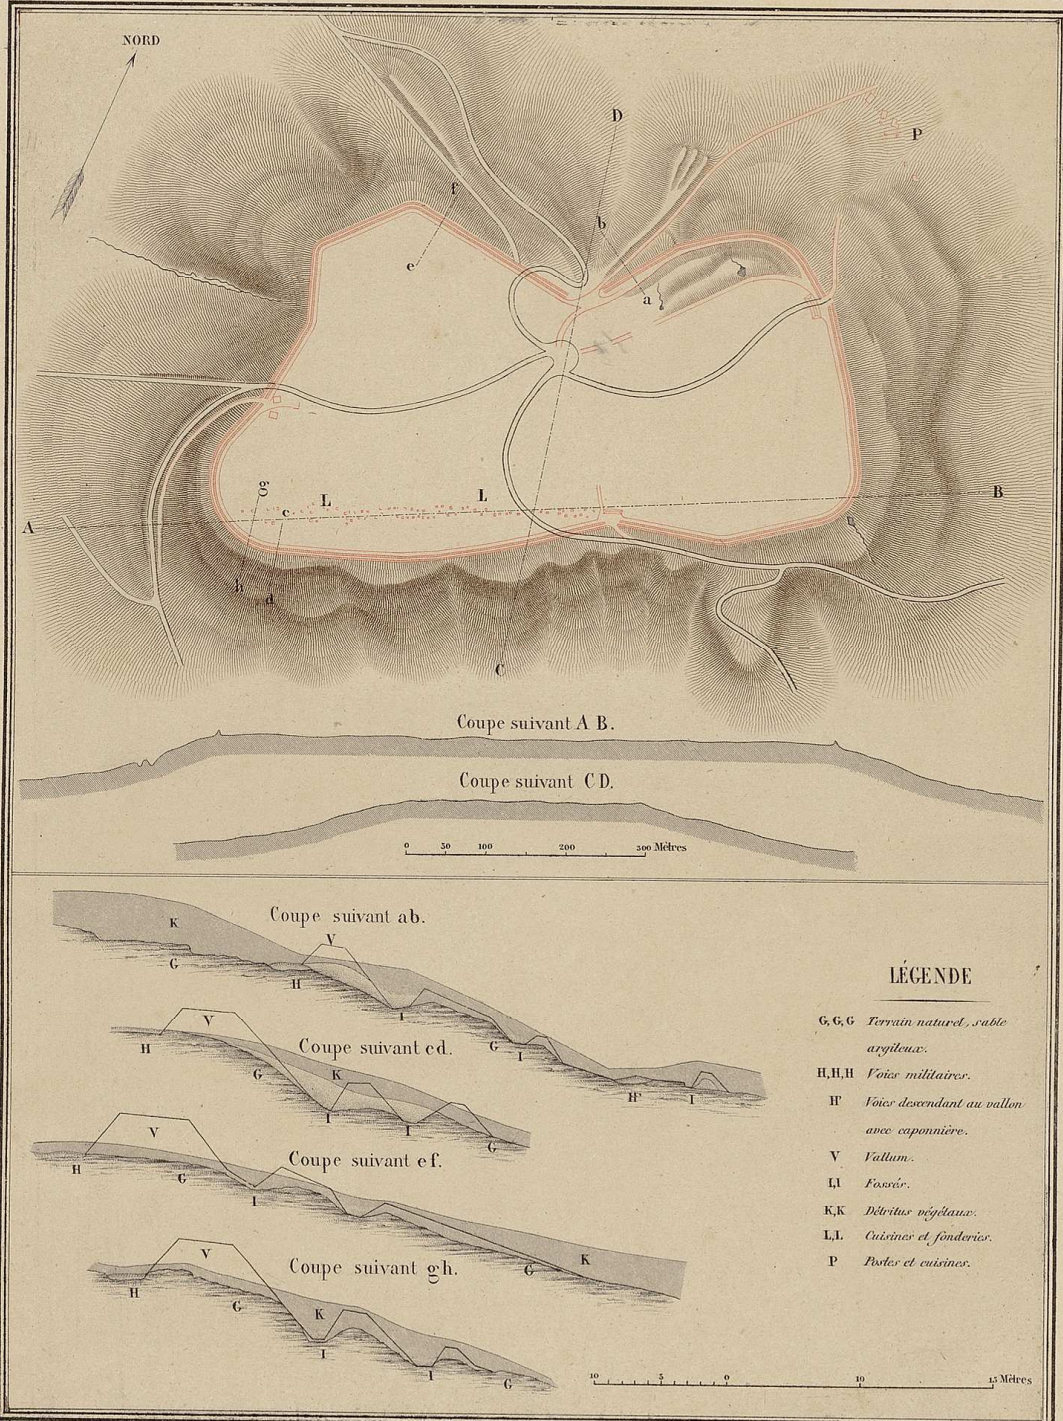 NORD
D
P
f
b
e
a
g
L
L
c
B
A
h
d
C
Coupe suivant A B.
Coupe suivant C D.
0 50 100 200 300 Mètres
Coupe suivant ab.
K
V
G
H
I
G
I
H'
I
Coupe suivant cd.
V
H
K
G
I
I
G
Coupe suivant ef.
V
H
G
I
K
G
Coupe suivant gh.
V
H
G
K
I
I
G
LÉGENDE
G, G, G Terrain naturel, sable
argileux.
H, H, H Voies militaires.
H' Voies descendant au vallon
avec caponnière.
V Vallum.
I, I Fossés.
K, K Détritus végétaux.
L, L Cuisines et fonderies.
P Postes et cuisines.
10 5 0 10 15 Mètres